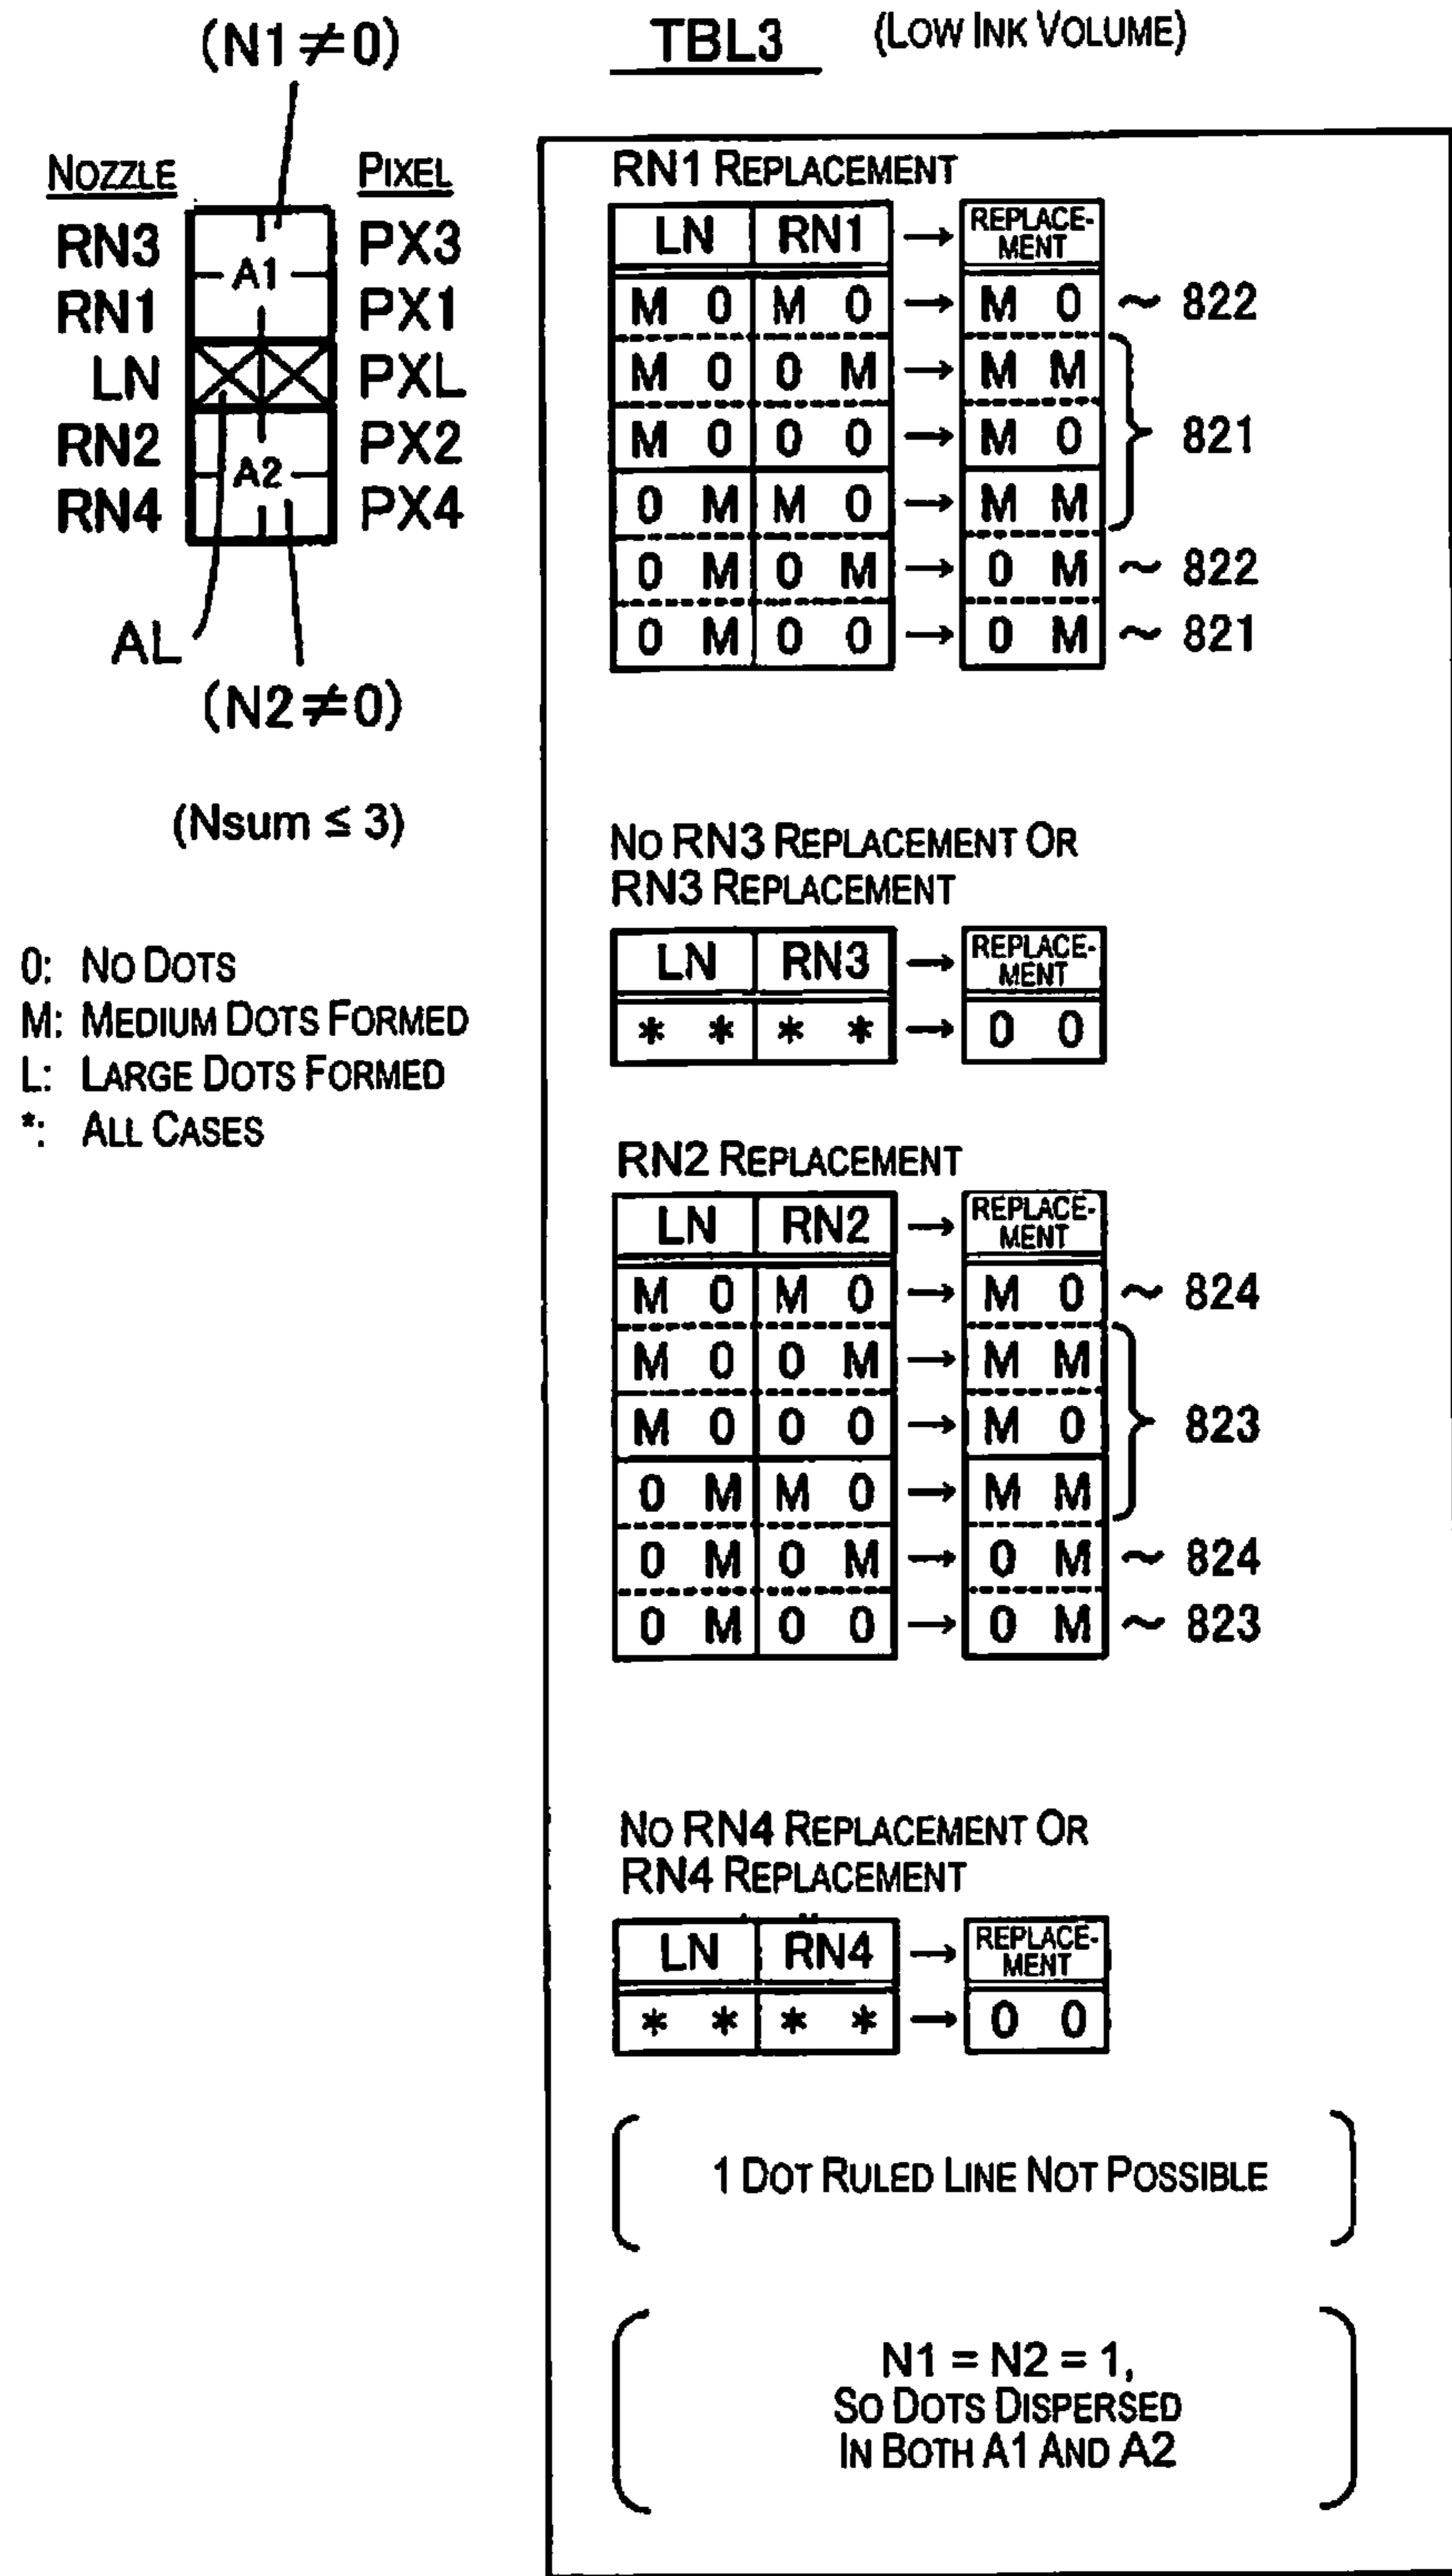 (N1≠0)
TBL3 (LOW INK VOLUME)
NOZZLE PIXEL
RN3 A1 PX3
RN1 PX1
LN PXL
RN2 A2 PX2
RN4 PX4
AL
(N2≠0)
(Nsum ≤ 3)
0: NO DOTS
M: MEDIUM DOTS FORMED
L: LARGE DOTS FORMED
*: ALL CASES
RN1 REPLACEMENT
LN RN1 → REPLACE-
MENT
M 0 M 0 → M 0 ~ 822
M 0 0 M → M M
M 0 0 0 → M 0 821
0 M M 0 → M M
0 M 0 M → 0 M ~ 822
0 M 0 0 → 0 M ~ 821
NO RN3 REPLACEMENT OR
RN3 REPLACEMENT
LN RN3 → REPLACE-
MENT
* * * * → 0 0
RN2 REPLACEMENT
LN RN2 → REPLACE-
MENT
M 0 M 0 → M 0 ~ 824
M 0 0 M → M M
M 0 0 0 → M 0 823
0 M M 0 → M M
0 M 0 M → 0 M ~ 824
0 M 0 0 → 0 M ~ 823
NO RN4 REPLACEMENT OR
RN4 REPLACEMENT
LN RN4 → REPLACE-
MENT
* * * * → 0 0
1 DOT RULED LINE NOT POSSIBLE
N1 = N2 = 1,
SO DOTS DISPERSED
IN BOTH A1 AND A2